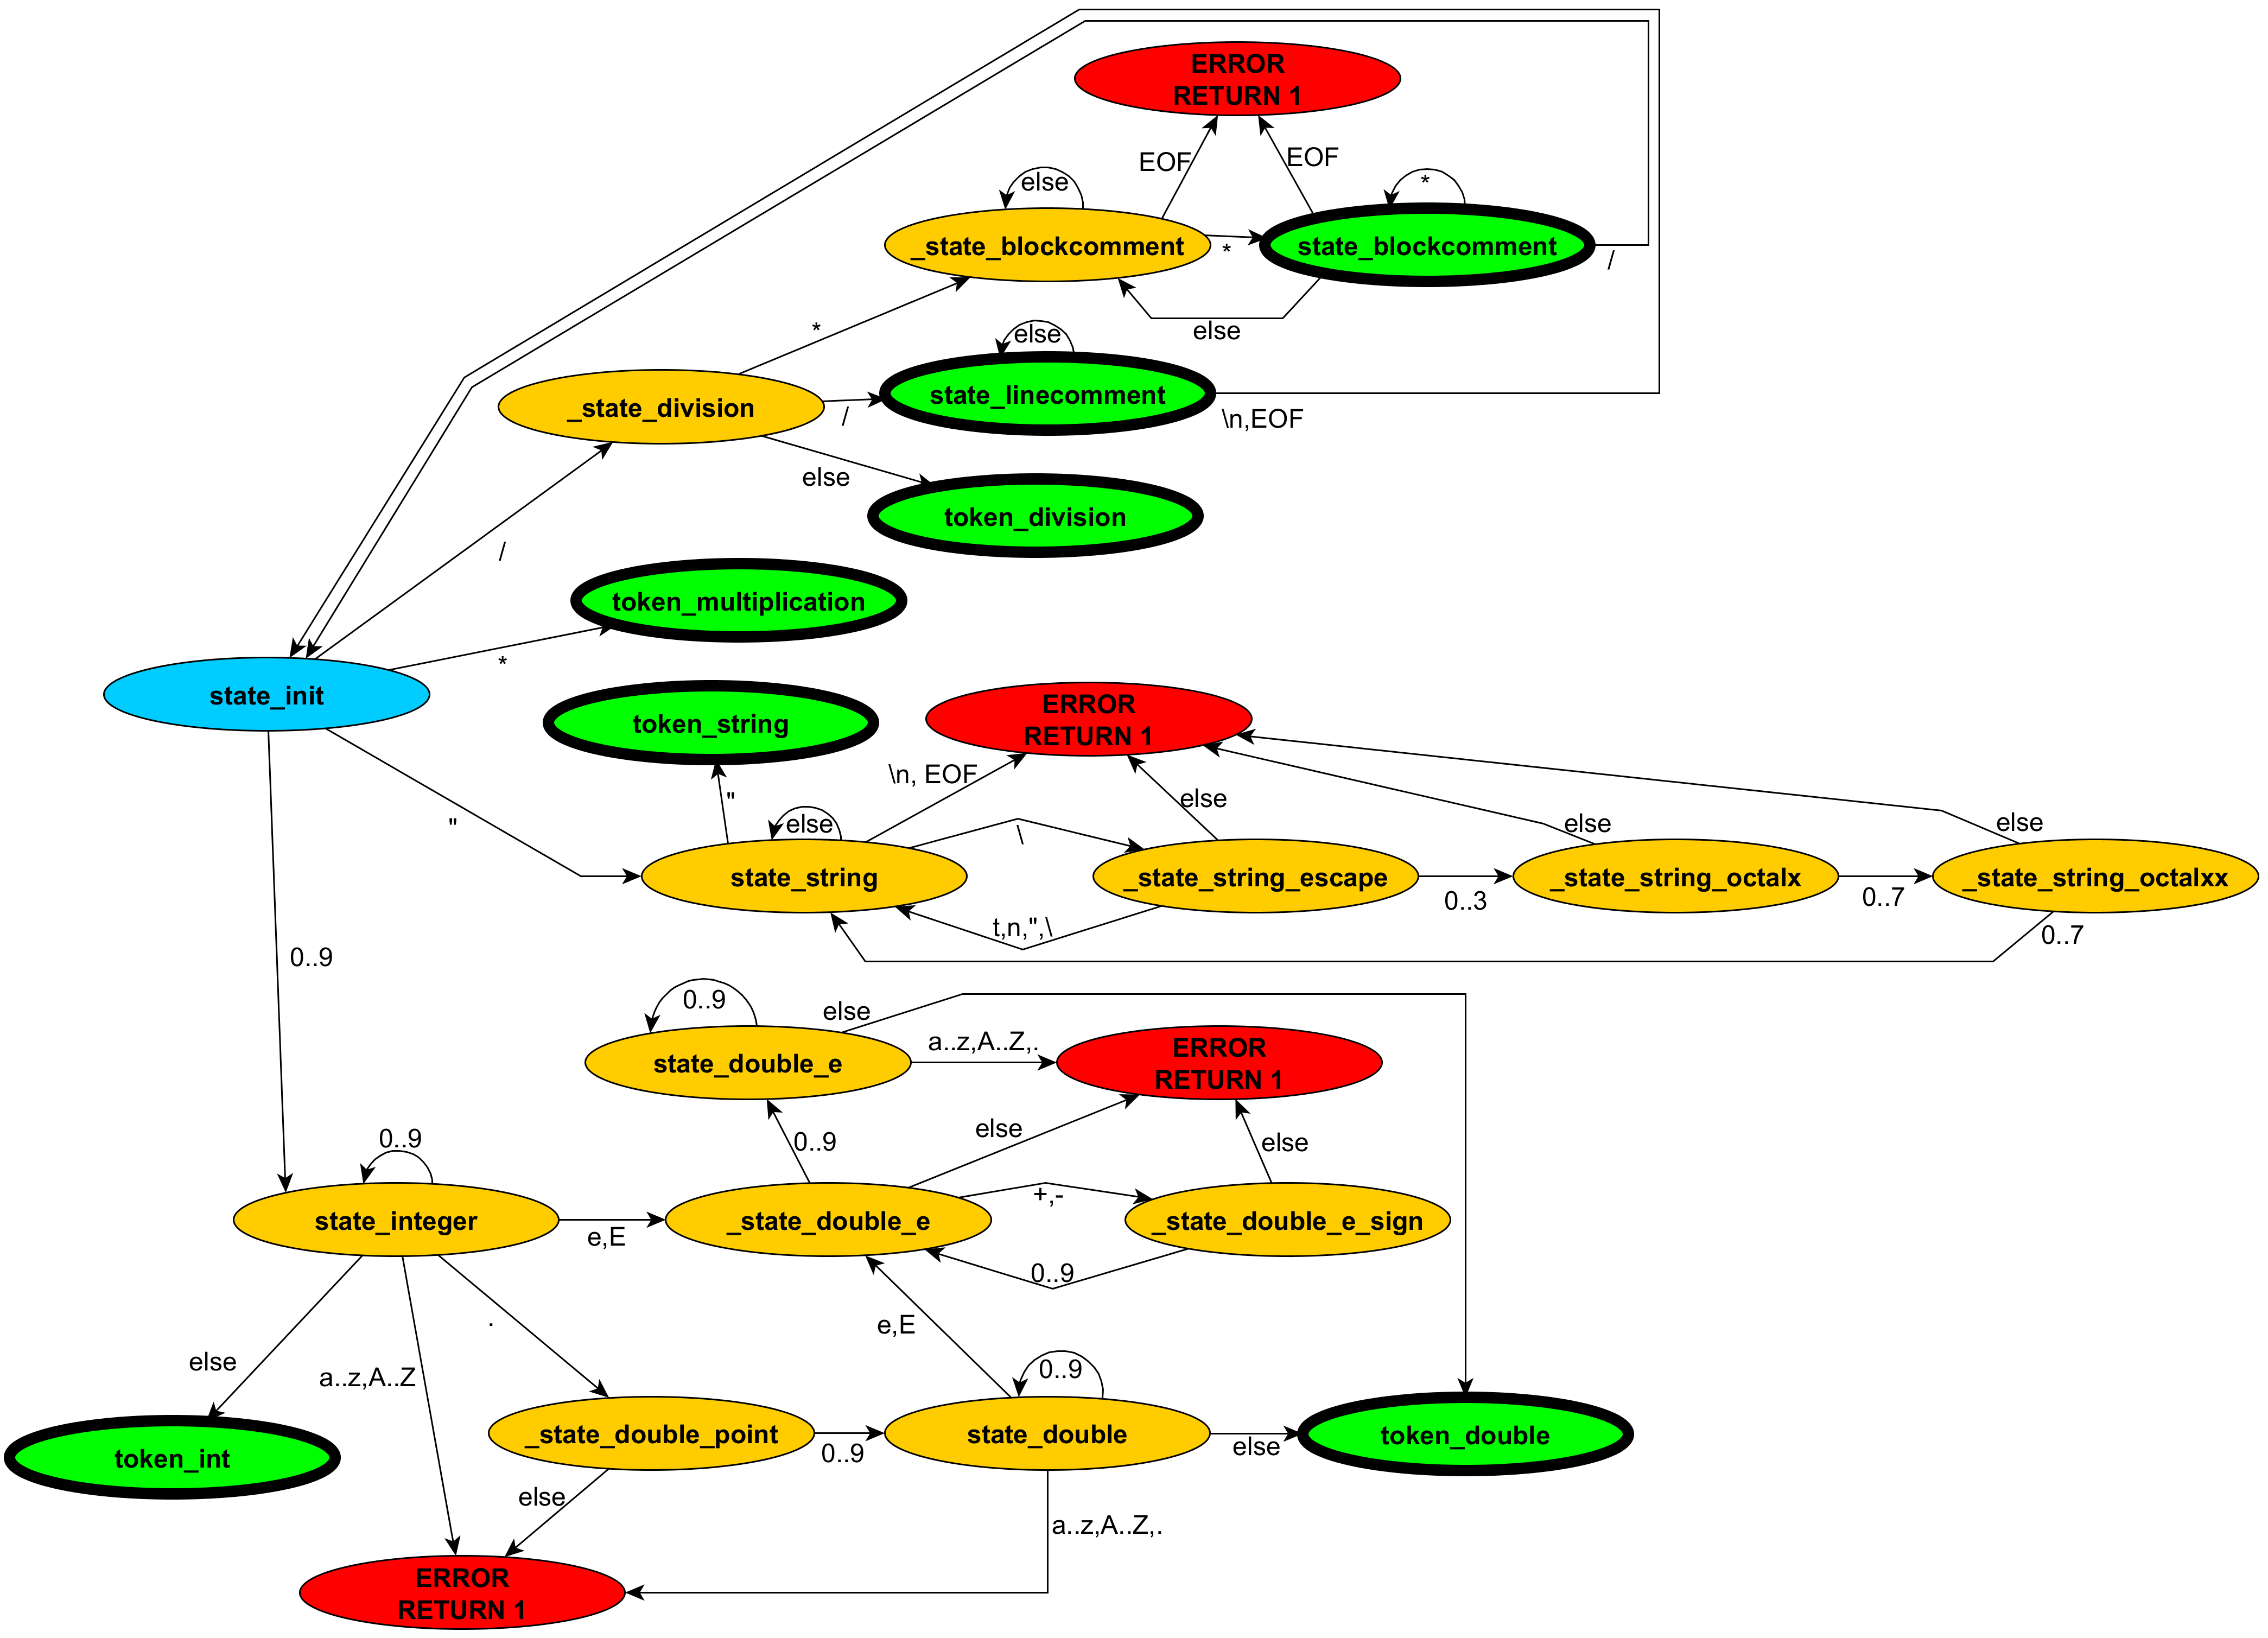 ERROR
RETURN 1
EOF
EOF
else
*
_state_blockcomment
*
state_blockcomment
/
*
else
else
_state_division
/
state_linecomment
\n,EOF
else
token_division
/
token_multiplication
*
state_init
token_string
ERROR
RETURN 1
\n, EOF
"
else
else
\
else
else
"
state_string
_state_string_escape
_state_string_octalx
_state_string_octalxx
0..3
0..7
t,n,",\
0..7
0..9
0..9
else
a..z,A..Z,.
ERROR
RETURN 1
state_double_e
0..9
0..9
else
else
state_integer
e,E
_state_double_e
+,-
_state_double_e_sign
0..9
e,E
.
else
a..z,A..Z
0..9
token_int
_state_double_point
0..9
state_double
else
token_double
else
a..z,A..Z,.
ERROR
RETURN 1